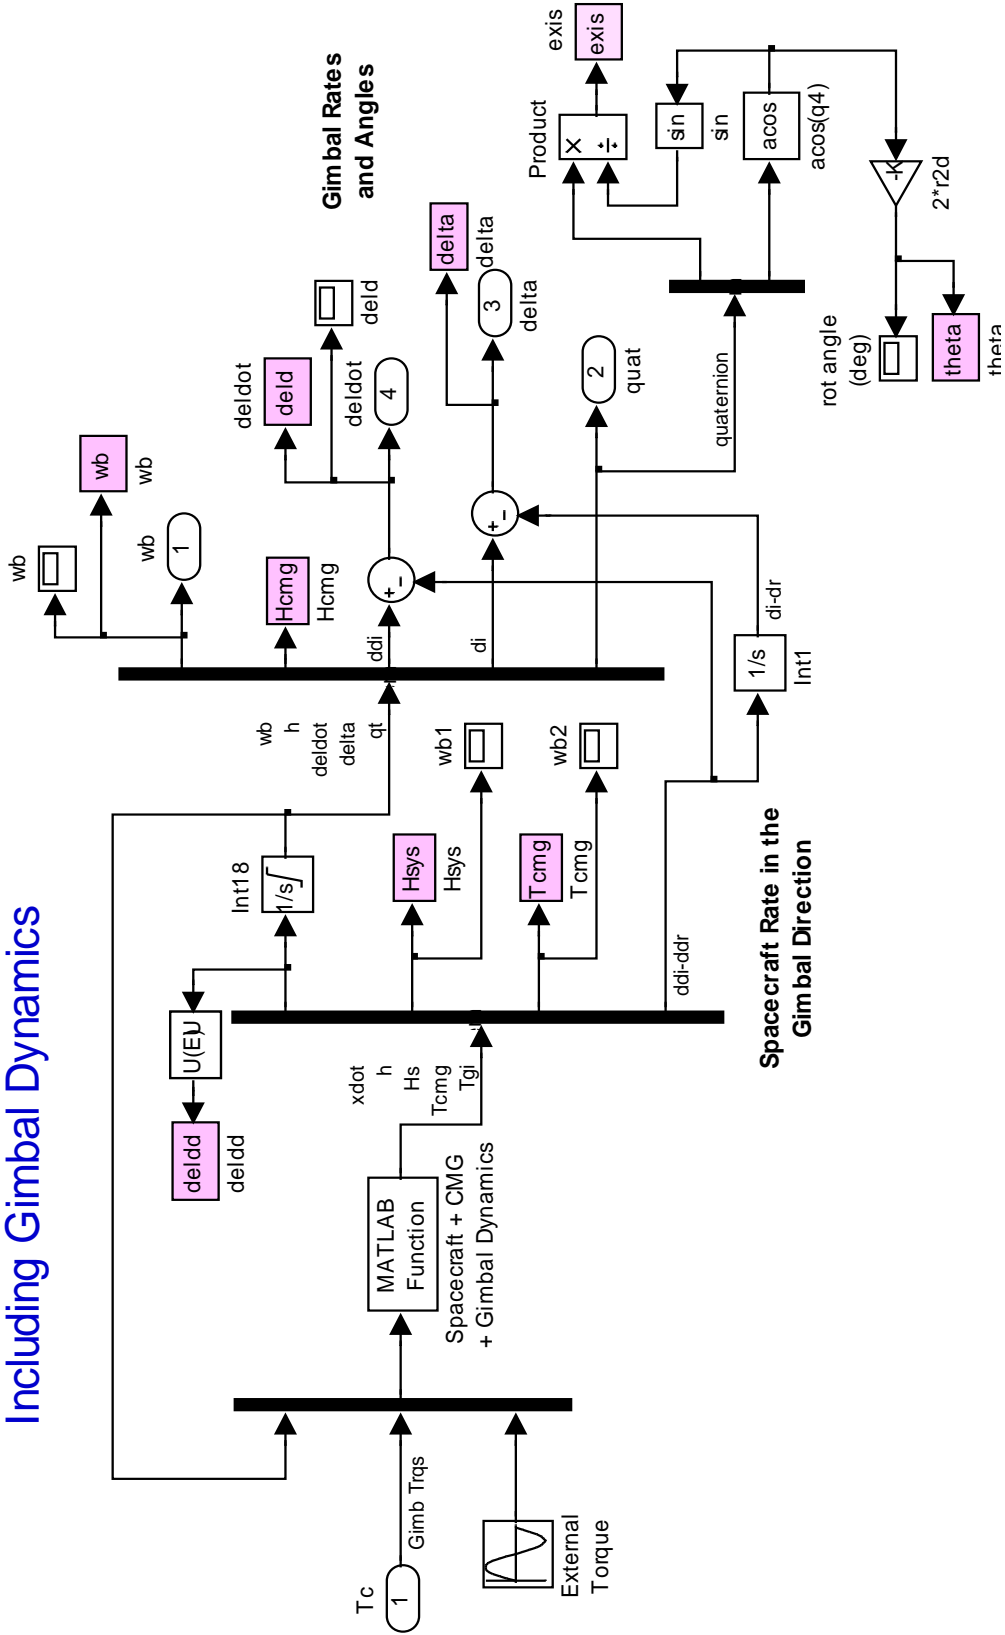 Including Gimbal Dynamics
Tc
1
Gimb Trqs
External
Torque
MATLAB
Function
Spacecraft + CMG
+ Gimbal Dynamics
deldd
deldd
U(E)U
xdot
h
Hs
Tcmg
Tgi
Int18
1/s
Hsys
Hsys
wb1
Tcmg
Tcmg
wb2
ddi-ddr
Spacecraft Rate in the
Gimbal Direction
wb
h
deldot
delta
qt
wb
wb
wb
wb
1
Hcmg
Hcmg
ddi
+
-
di
+
-
1/s
Int1
di-dr
deldot
deld
deld
deldot
4
Gimbal Rates
and Angles
delta
delta
3
delta
2
quat
quaternion
Product
×
÷
exis
exis
sin
sin
acos
acos(q4)
-K-
2*r2d
rot angle
(deg)
theta
theta